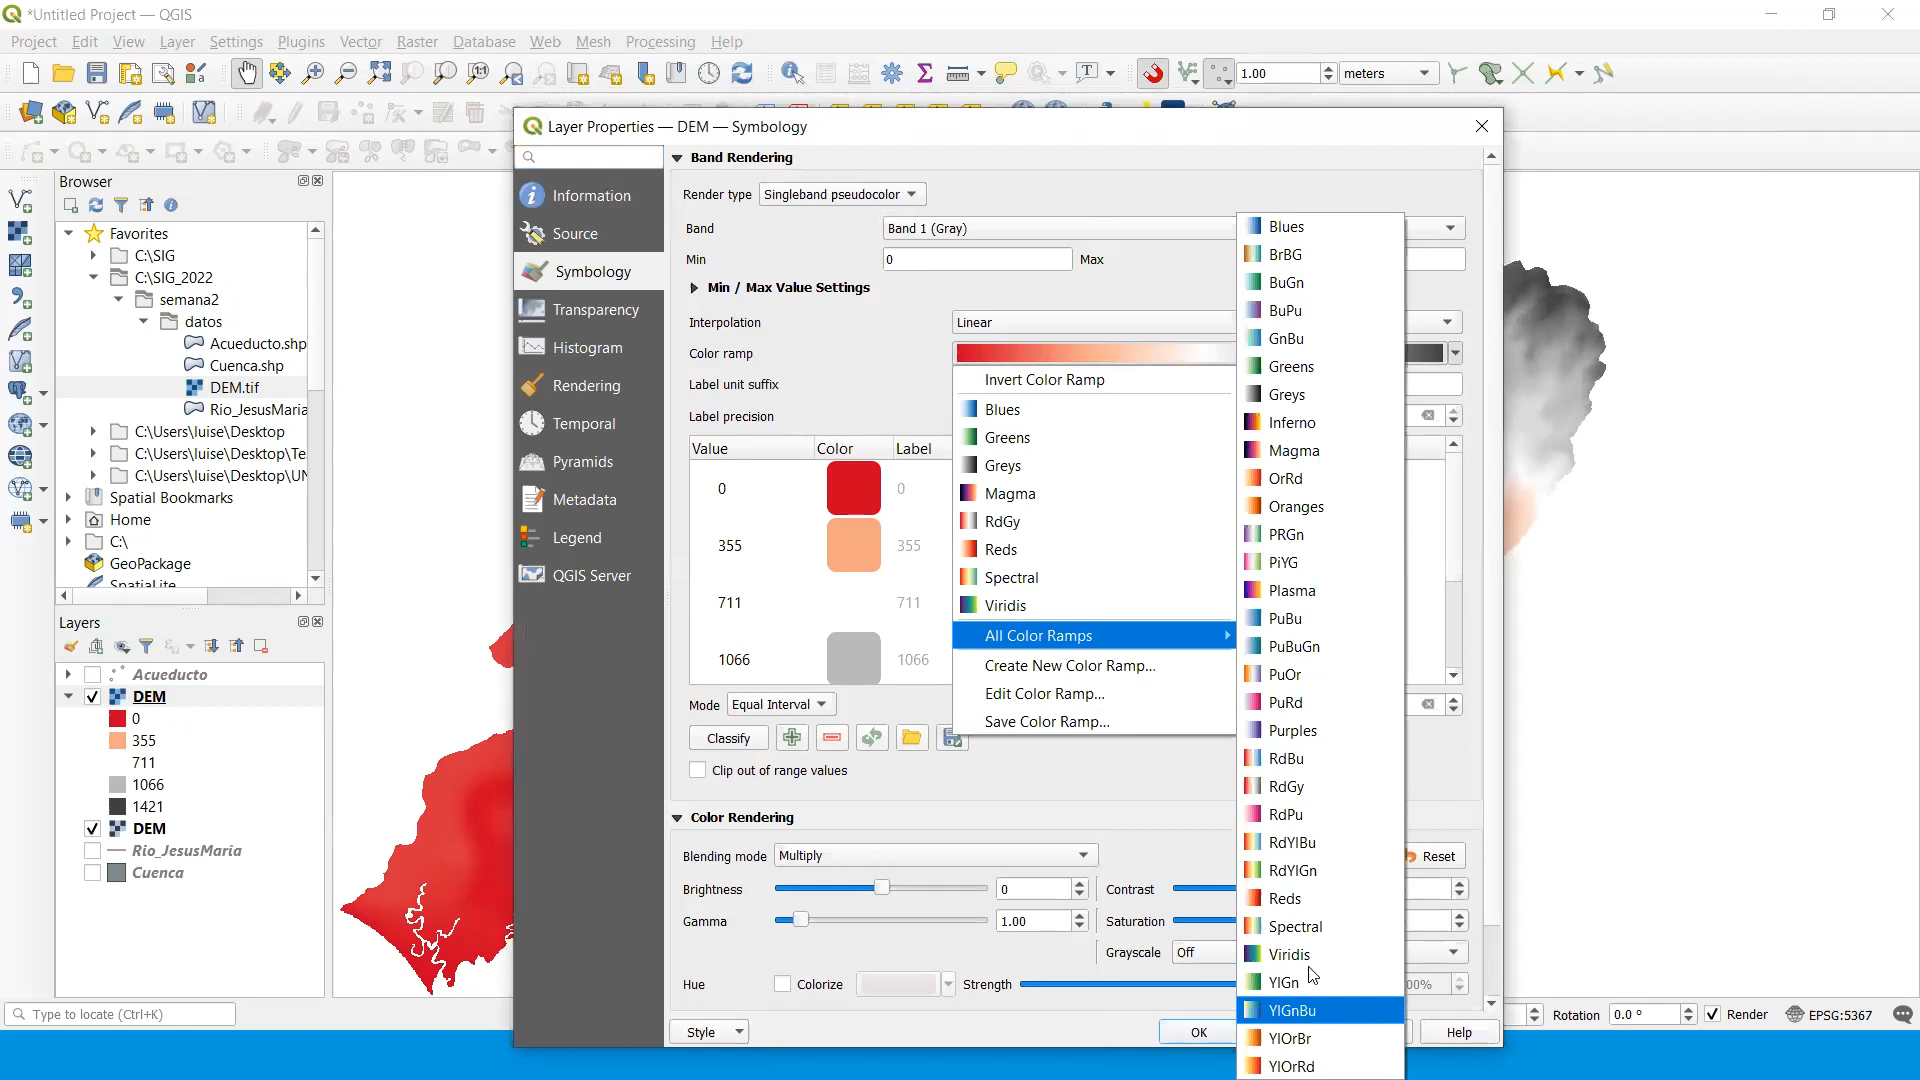 *Untitled Project — QGIS
Project Edit View Layer Settings Plugins Vector Raster Database Web Mesh Processing Help
1:1
1.00 meters
Layer Properties — DEM — Symbology
Browser
Favorites
C:\SIG
C:\SIG_2022
semana2
datos
Acueducto.shp
Cuenca.shp
DEM.tif
Rio_JesusMaria
C:\Users\luise\Desktop
C:\Users\luise\Desktop\Te
C:\Users\luise\Desktop\UN
Spatial Bookmarks
Home
C:\
GeoPackage
SpatiaLite
Layers
Acueducto
DEM
0
355
711
1066
1421
DEM
Rio_JesusMaria
Cuenca
Information
Source
Symbology
Transparency
Histogram
Rendering
Temporal
Pyramids
Metadata
Legend
QGIS Server
Band Rendering
Render type Singleband pseudocolor
Band Band 1 (Gray)
Min 0 Max
Min / Max Value Settings
Interpolation Linear
Color ramp
Label unit suffix
Label precision
Value Color Label
0 0
355 355
711 711
1066 1066
Mode Equal Interval
Classify
Clip out of range values
Color Rendering
Blending mode Multiply Reset
Brightness 0 Contrast
Gamma 1.00 Saturation
Grayscale Off
Hue Colorize Strength 00%
Style OK Help
Invert Color Ramp
Blues
Greens
Greys
Magma
RdGy
Reds
Spectral
Viridis
All Color Ramps
Create New Color Ramp...
Edit Color Ramp...
Save Color Ramp...
Blues
BrBG
BuGn
BuPu
GnBu
Greens
Greys
Inferno
Magma
OrRd
Oranges
PRGn
PiYG
Plasma
PuBu
PuBuGn
PuOr
PuRd
Purples
RdBu
RdGy
RdPu
RdYlBu
RdYlGn
Reds
Spectral
Viridis
YlGn
YlGnBu
YlOrBr
YlOrRd
Type to locate (Ctrl+K) Rotation 0.0 ° Render EPSG:5367